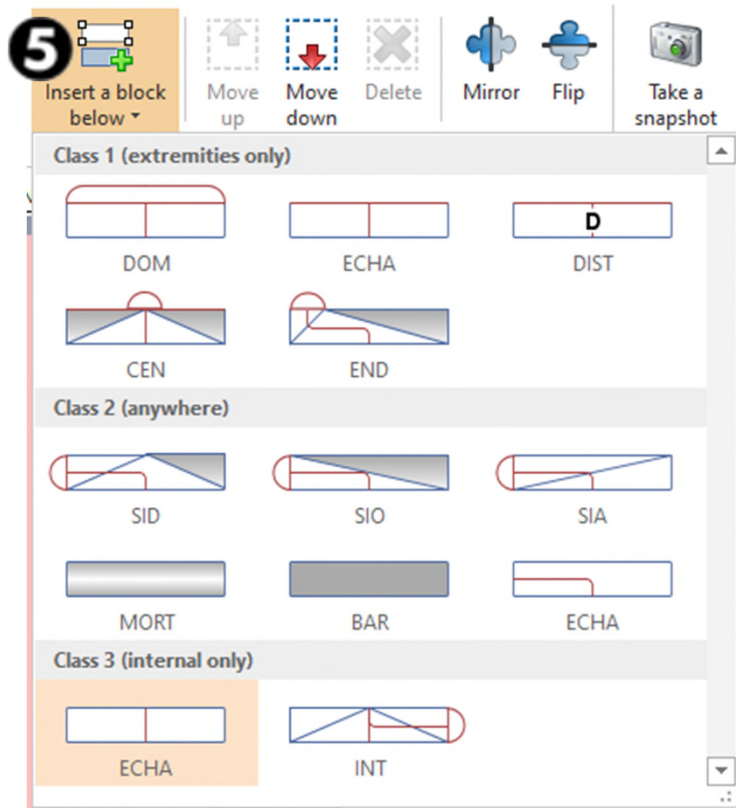 5
Insert a block below
Move up
Move down
Delete
Mirror
Flip
Take a snapshot
Class 1 (extremities only)
D
DOM
ECHA
DIST
CEN
END
Class 2 (anywhere)
SID
SIO
SIA
MORT
BAR
ECHA
Class 3 (internal only)
ECHA
INT